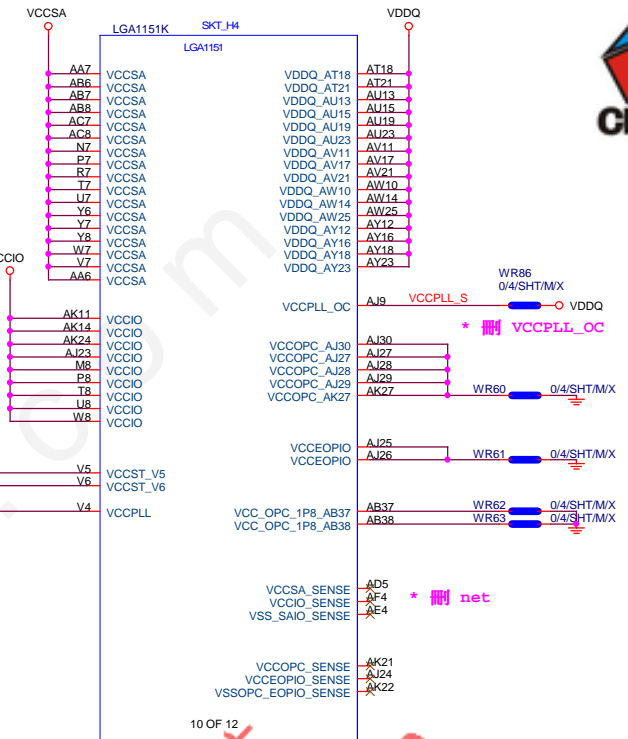 VCCSA VDDQ
LGA1151K SKT_H4
LGA1151
AA7 VCCSA VDDQ_AT18 AT18
AB6 VCCSA VDDQ_AT21 AT21
AB7 VCCSA VDDQ_AU13 AU13
AB8 VCCSA VDDQ_AU15 AU15
AC7 VCCSA VDDQ_AU19 AU19
AC8 VCCSA VDDQ_AU23 AU23
N7 VCCSA VDDQ_AV11 AV11
P7 VCCSA VDDQ_AV17 AV17
R7 VCCSA VDDQ_AV21 AV21
T7 VCCSA VDDQ_AW10 AW10
U7 VCCSA VDDQ_AW14 AW14
Y6 VCCSA VDDQ_AW25 AW25
Y7 VCCSA VDDQ_AY12 AY12
Y8 VCCSA VDDQ_AY16 AY16
W7 VCCSA VDDQ_AY18 AY18
V7 VCCSA VDDQ_AY23 AY23
AA6 VCCSA
CCIO
WR86
0/4/SHT/M/X
VCCPLL_OC AJ9 VCCPLL_S VDDQ
* 刪 VCCPLL_OC
AK11 VCCIO
AK14 VCCIO
AK24 VCCIO
AJ23 VCCIO
M8 VCCIO
P8 VCCIO
T8 VCCIO
U8 VCCIO
W8 VCCIO
VCCOPC_AJ30 AJ30
VCCOPC_AJ27 AJ27
VCCOPC_AJ28 AJ28
VCCOPC_AJ29 AJ29
VCCOPC_AK27 AK27 WR60 0/4/SHT/M/X
VCCEOPIO AJ25
VCCEOPIO AJ26 WR61 0/4/SHT/M/X
V5 VCCST_V5
V6 VCCST_V6
V4 VCCPLL
VCC_OPC_1P8_AB37 AB37 WR62 0/4/SHT/M/X
VCC_OPC_1P8_AB38 AB38 WR63 0/4/SHT/M/X
VCCSA_SENSE AD5
VCCIO_SENSE AF4
VSS_SAIO_SENSE AE4
* 刪 net
VCCOPC_SENSE AK21
VCCEOPIO_SENSE AJ24
VSSOPC_EOPIO_SENSE AK22
10 OF 12